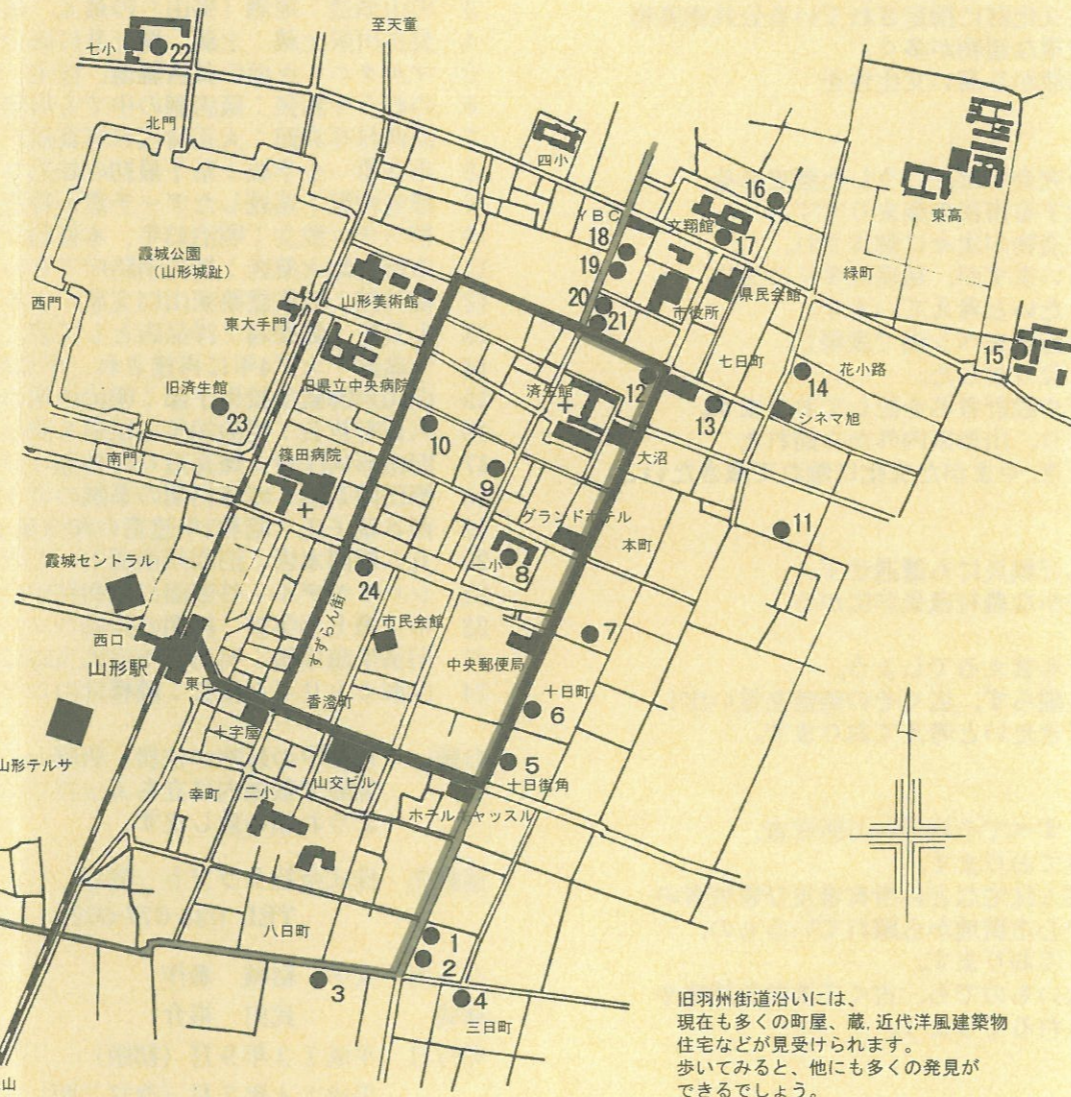 至天童
七小
22
北門
四小
16
東高
YBC
文翔館
18
17
霞城公園
(山形城趾)
19
緑町
県民会館
西門
山形美術館
20
市役所
東大手門
21
15
七日町
花小路
旧県立中央病院
12
14
旧済生館
済生館
23
13
シネマ旭
10
大沼
南門
篠田病院
9
グランドホテル
11
本町
霞城セントラル
一小
8
24
すずらん街
市民会館
7
西口
中央郵便局
山形駅
東口
十日町
香澄町
6
十字屋
5
山形テルサ
山交ビル
十日街角
幸町
二小
ホテルキャッスル
八日町
1
2
3
4
三日町
旧羽州街道沿いには、
現在も多くの町屋、蔵, 近代洋風建築物
住宅などが見受けられます。
歩いてみると、他にも多くの発見が
できるでしょう。
山